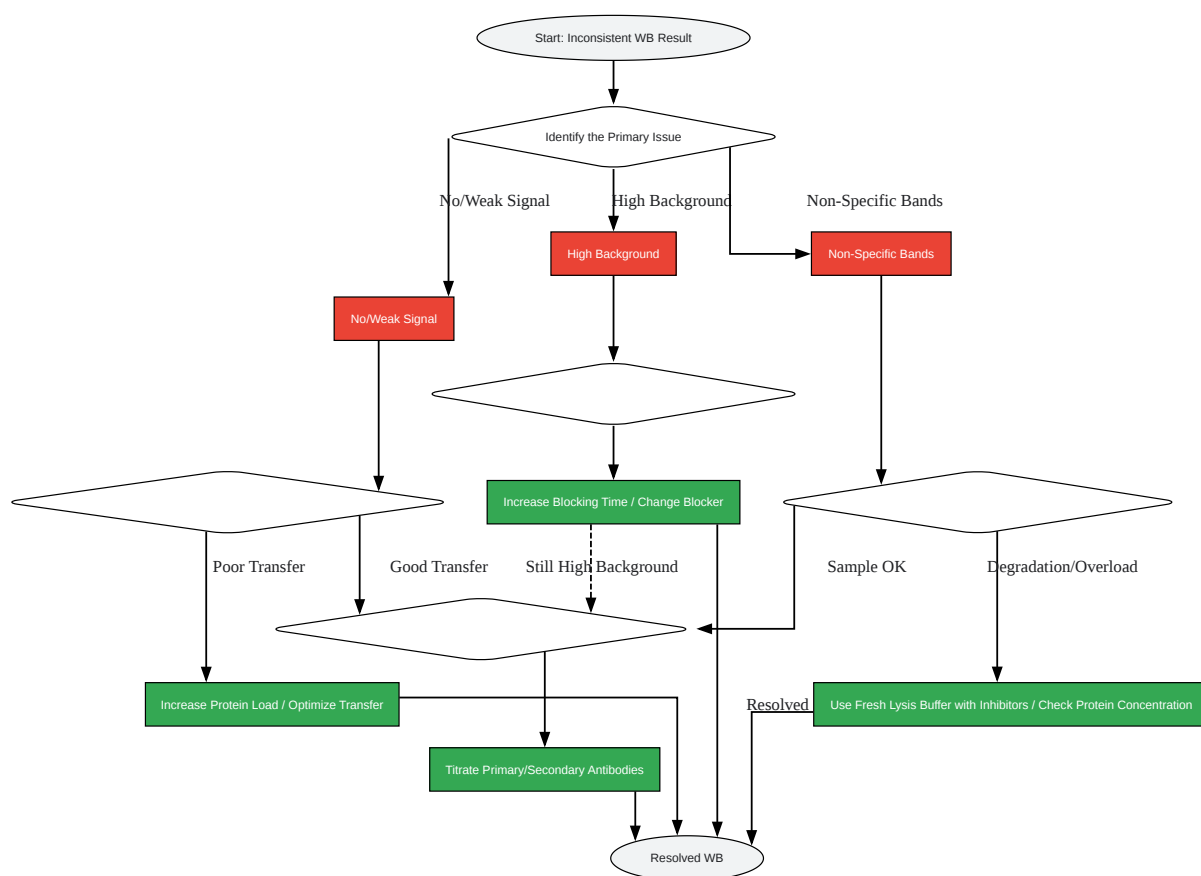 Start: Inconsistent WB Result
Identify the Primary Issue
No/Weak Signal
High Background
Non-Specific Bands
High Background
Non-Specific Bands
No/Weak Signal
Increase Blocking Time / Change Blocker
Poor Transfer
Good Transfer
Still High Background
Sample OK
Degradation/Overload
Increase Protein Load / Optimize Transfer
Resolved
Use Fresh Lysis Buffer with Inhibitors / Check Protein Concentration
Titrate Primary/Secondary Antibodies
Resolved WB